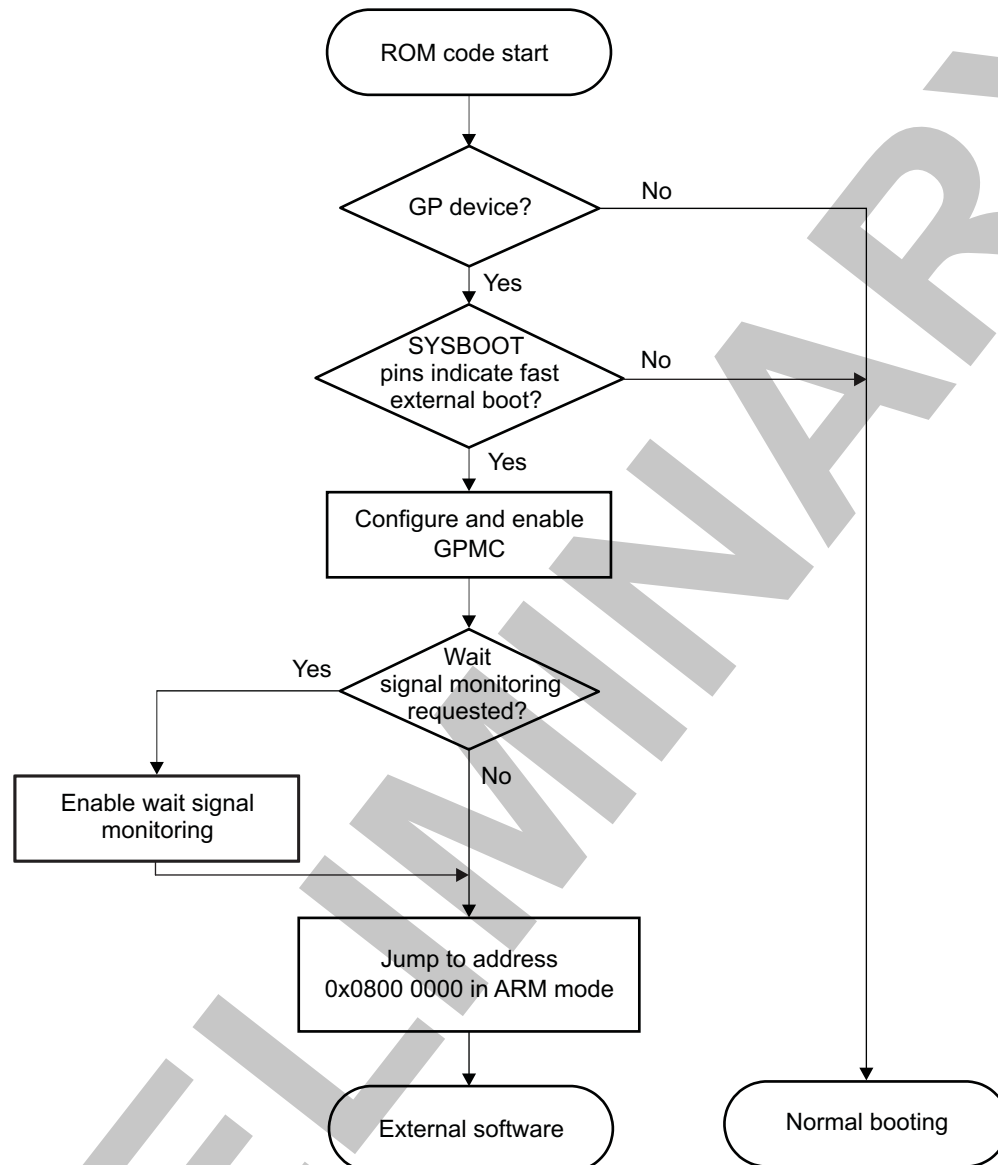 ROM code start
GP device?
No
Yes
SYSBOOT
pins indicate fast
external boot?
No
Yes
Configure and enable
GPMC
Wait
signal monitoring
requested?
Yes
No
Enable wait signal
monitoring
Jump to address
0x0800 0000 in ARM mode
External software
Normal booting
ELIMINARY